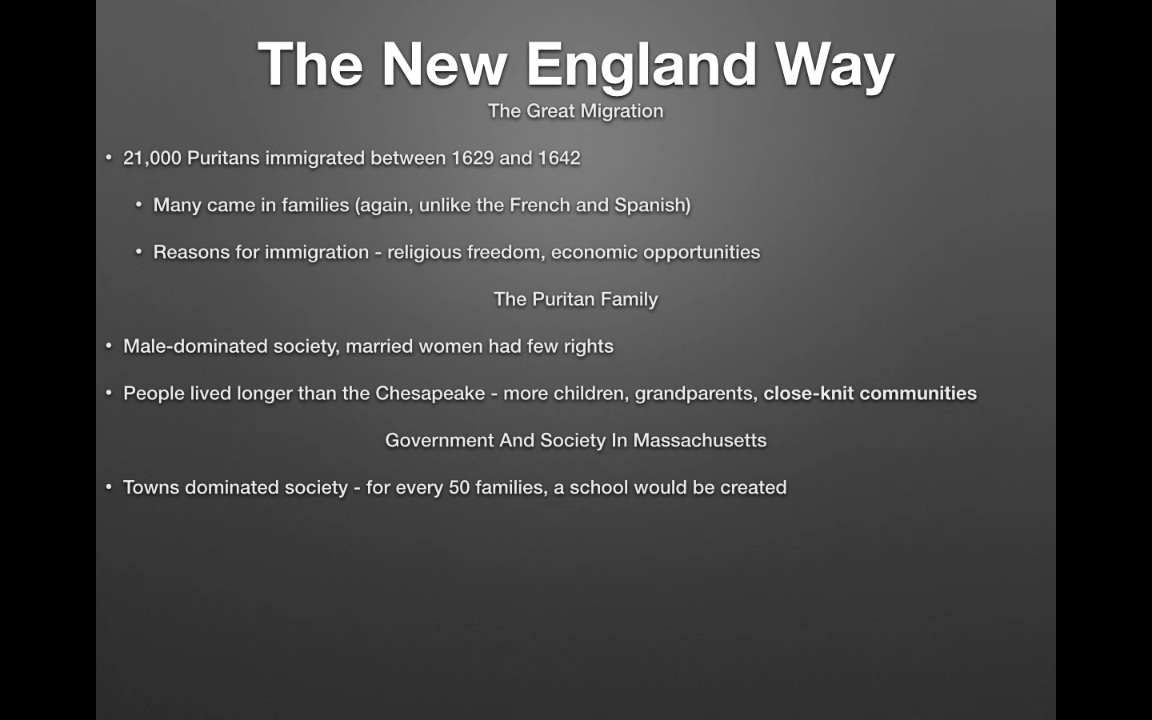 The New England Way
The Great Migration
• 21,000 Puritans immigrated between 1629 and 1642
• Many came in families (again, unlike the French and Spanish)
• Reasons for immigration - religious freedom, economic opportunities
The Puritan Family
• Male-dominated society, married women had few rights
• People lived longer than the Chesapeake - more children, grandparents, close-knit communities
Government And Society In Massachusetts
• Towns dominated society - for every 50 families, a school would be created